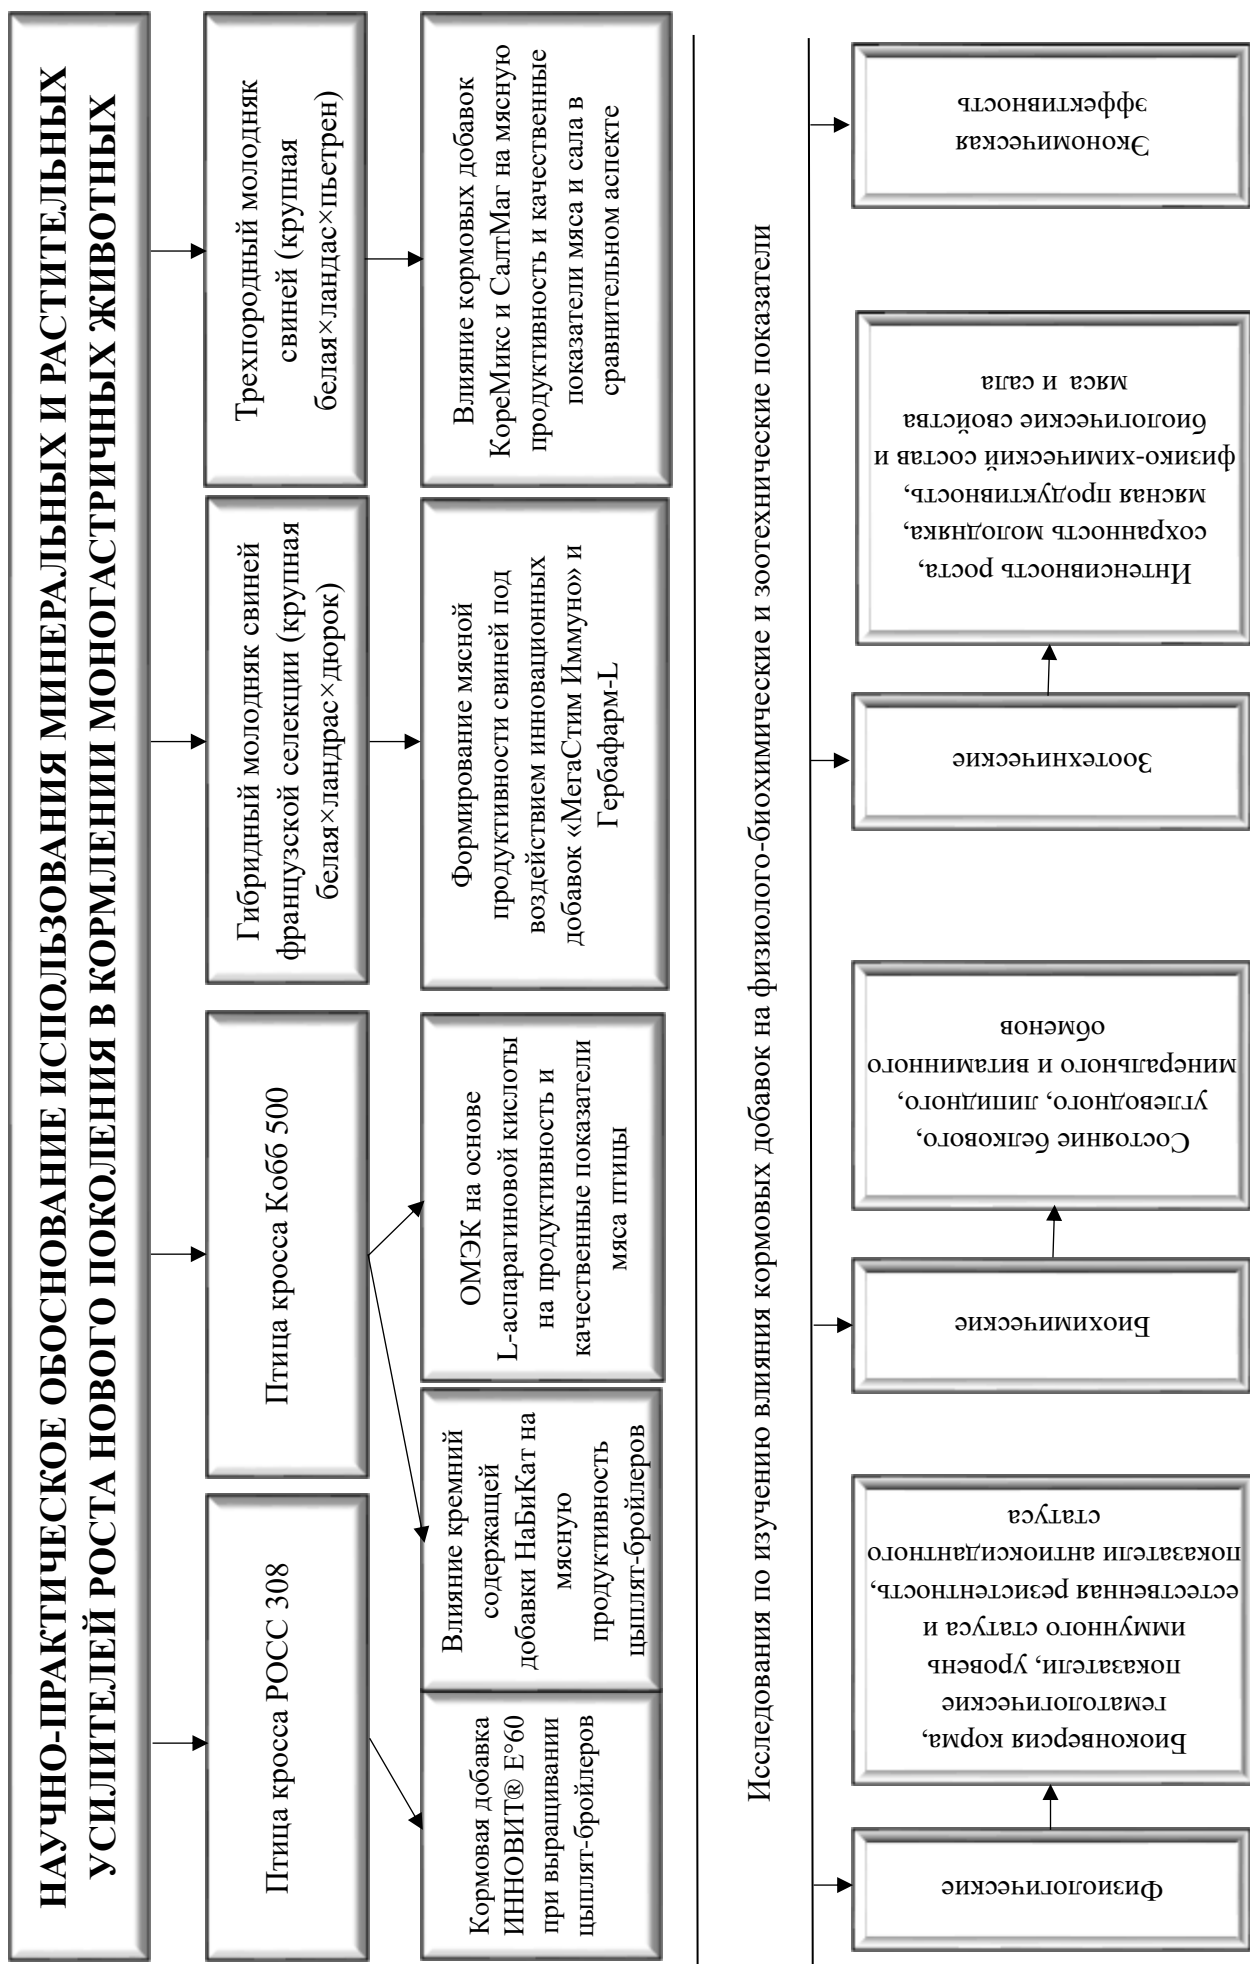 НАУЧНО-ПРАКТИЧЕСКОЕ ОБОСНОВАНИЕ ИСПОЛЬЗОВАНИЯ МИНЕРАЛЬНЫХ И РАСТИТЕЛЬНЫХ
УСИЛИТЕЛЕЙ РОСТА НОВОГО ПОКОЛЕНИЯ В КОРМЛЕНИИ МОНОГАСТРИЧНЫХ ЖИВОТНЫХ
Птица кросса РОСС 308
Птица кросса Кобб 500
Гибридный молодняк свиней
французской селекции (крупная
белая×ландрас×дюрок)
Трехпородный молодняк
свиней (крупная
белая×ландас×пьетрен)
Кормовая добавка
ИННОВИТ® Е°60
при выращивании
цыплят-бройлеров
Влияние кремний
содержащей
добавки НаБиКат на
мясную
продуктивность
цыплят-бройлеров
ОМЭК на основе
L-аспарагиновой кислоты
на продуктивность и
качественные показатели
мяса птицы
Формирование мясной
продуктивности свиней под
воздействием инновационных
добавок «МегаСтим Иммуно» и
Гербафарм-L
Влияние кормовых добавок
КореМикс и СалтМаг на мясную
продуктивность и качественные
показатели мяса и сала в
сравнительном аспекте
Исследования по изучению влияния кормовых добавок на физиолого-биохимические и зоотехнические показатели
Физиологические
Биоконверсия корма,
гематологические
показатели, уровень
иммунного статуса и
естественная резистентность,
показатели антиоксидантного
статуса
Биохимические
Состояние белкового,
углеводного, липидного,
минерального и витаминного
обменов
Зоотехнические
Интенсивность роста,
сохранность молодняка,
мясная продуктивность,
физико-химический состав и
биологические свойства
мяса и сала
Экономическая
эффективность